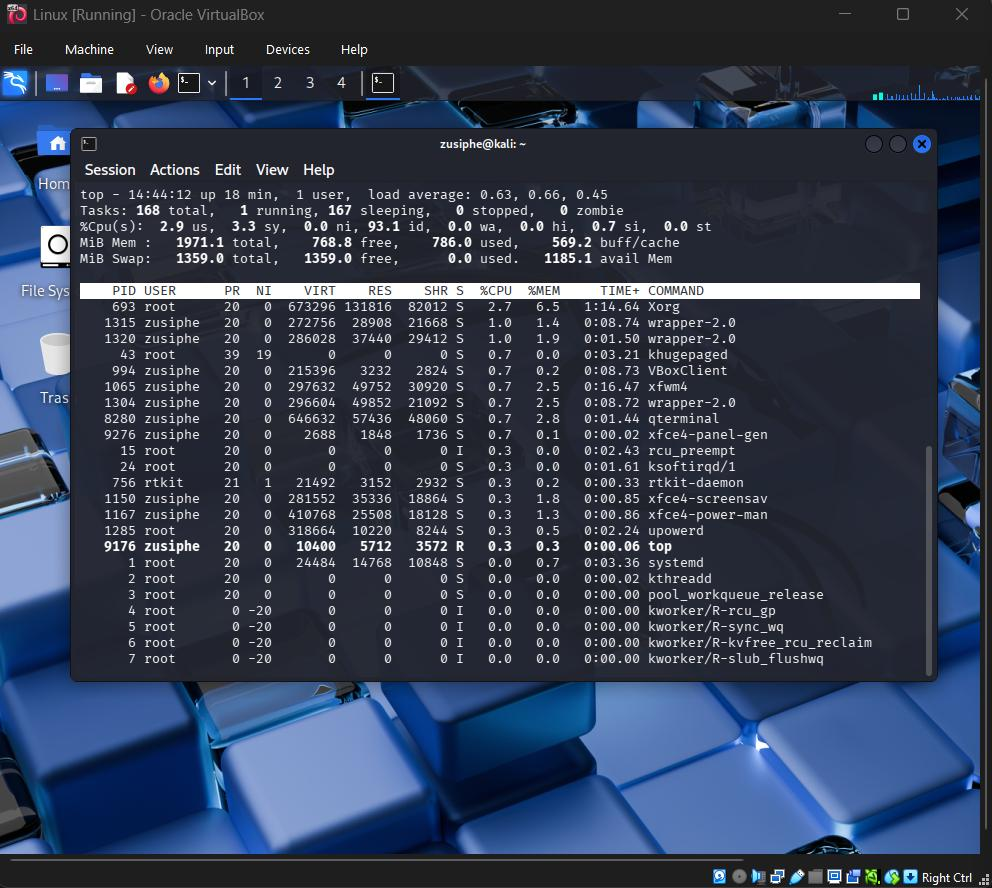 Linux [Running] - Oracle VirtualBox
File Machine View Input Devices Help
1 2 3 4
zusiphe@kali: ~
Session Actions Edit View Help
top - 14:44:12 up 18 min,  1 user,  load average: 0.63, 0.66, 0.45
Tasks: 168 total,   1 running, 167 sleeping,   0 stopped,   0 zombie
%Cpu(s):  2.9 us,  3.3 sy,  0.0 ni, 93.1 id,  0.0 wa,  0.0 hi,  0.7 si,  0.0 st
MiB Mem :   1971.1 total,    768.8 free,    786.0 used,    569.2 buff/cache
MiB Swap:   1359.0 total,   1359.0 free,      0.0 used.   1185.1 avail Mem
PID USER PR NI VIRT RES SHR S %CPU %MEM TIME+ COMMAND
693 root 20 0 673296 131816 82012 S 2.7 6.5 1:14.64 Xorg
1315 zusiphe 20 0 272756 28908 21668 S 1.0 1.4 0:08.74 wrapper-2.0
1320 zusiphe 20 0 286028 37440 29412 S 1.0 1.9 0:01.50 wrapper-2.0
43 root 39 19 0 0 0 S 0.7 0.0 0:03.21 khugepaged
994 zusiphe 20 0 215396 3232 2824 S 0.7 0.2 0:08.73 VBoxClient
1065 zusiphe 20 0 297632 49752 30920 S 0.7 2.5 0:16.47 xfwm4
1304 zusiphe 20 0 296604 49852 21092 S 0.7 2.5 0:08.72 wrapper-2.0
8280 zusiphe 20 0 646632 57436 48060 S 0.7 2.8 0:01.44 qterminal
9276 zusiphe 20 0 2688 1848 1736 S 0.7 0.1 0:00.02 xfce4-panel-gen
15 root 20 0 0 0 0 I 0.3 0.0 0:02.43 rcu_preempt
24 root 20 0 0 0 0 S 0.3 0.0 0:01.61 ksoftirqd/1
756 rtkit 21 1 21492 3152 2932 S 0.3 0.2 0:00.33 rtkit-daemon
1150 zusiphe 20 0 281552 35336 18864 S 0.3 1.8 0:00.85 xfce4-screensav
1167 zusiphe 20 0 410768 25508 18128 S 0.3 1.3 0:00.86 xfce4-power-man
1285 root 20 0 318664 10220 8244 S 0.3 0.5 0:02.24 upowerd
9176 zusiphe 20 0 10400 5712 3572 R 0.3 0.3 0:00.06 top
1 root 20 0 24484 14768 10848 S 0.0 0.7 0:03.36 systemd
2 root 20 0 0 0 0 S 0.0 0.0 0:00.02 kthreadd
3 root 20 0 0 0 0 S 0.0 0.0 0:00.00 pool_workqueue_release
4 root 0 -20 0 0 0 I 0.0 0.0 0:00.00 kworker/R-rcu_gp
5 root 0 -20 0 0 0 I 0.0 0.0 0:00.00 kworker/R-sync_wq
6 root 0 -20 0 0 0 I 0.0 0.0 0:00.00 kworker/R-kvfree_rcu_reclaim
7 root 0 -20 0 0 0 I 0.0 0.0 0:00.00 kworker/R-slub_flushwq
Hom
File Sys
Tras
Right Ctrl